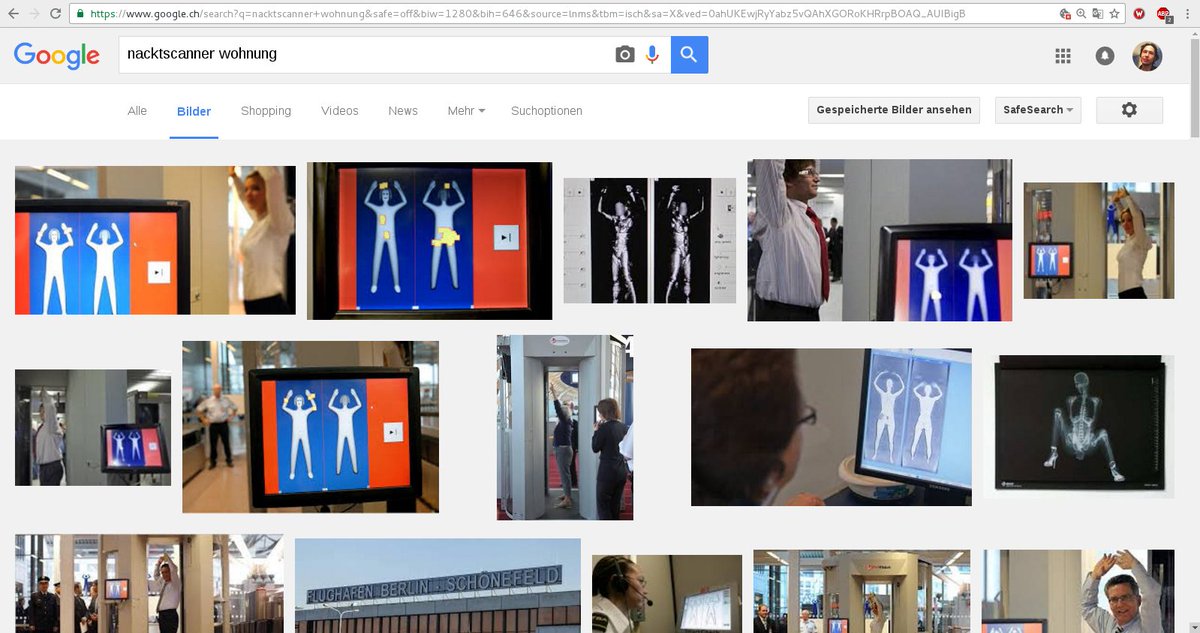 https://www.google.ch/search?q=nacktscanner+wohnung&safe=off&biw=1280&bih=646&source=lnms&tbm=isch&sa=X&ved=0ahUKEwjRyYabz5vQAhXGORoKHRrpBOAQ_AUIBigB
Google
nacktscanner wohnung
Alle Bilder Shopping Videos News Mehr Suchoptionen
Gespeicherte Bilder ansehen SafeSearch
FLUGHAFEN BERLIN - SCHÖNEFELD